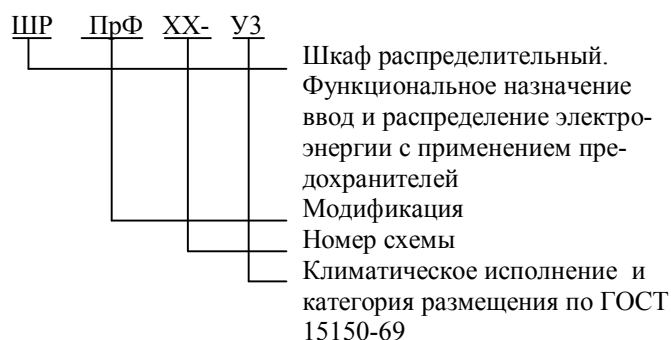 ШР ПрФ ХХ- У3
Шкаф распределительный.
Функциональное назначение
ввод и распределение электро-
энергии с применением пре-
дохранителей
Модификация
Номер схемы
Климатическое исполнение и
категория размещения по ГОСТ
15150-69